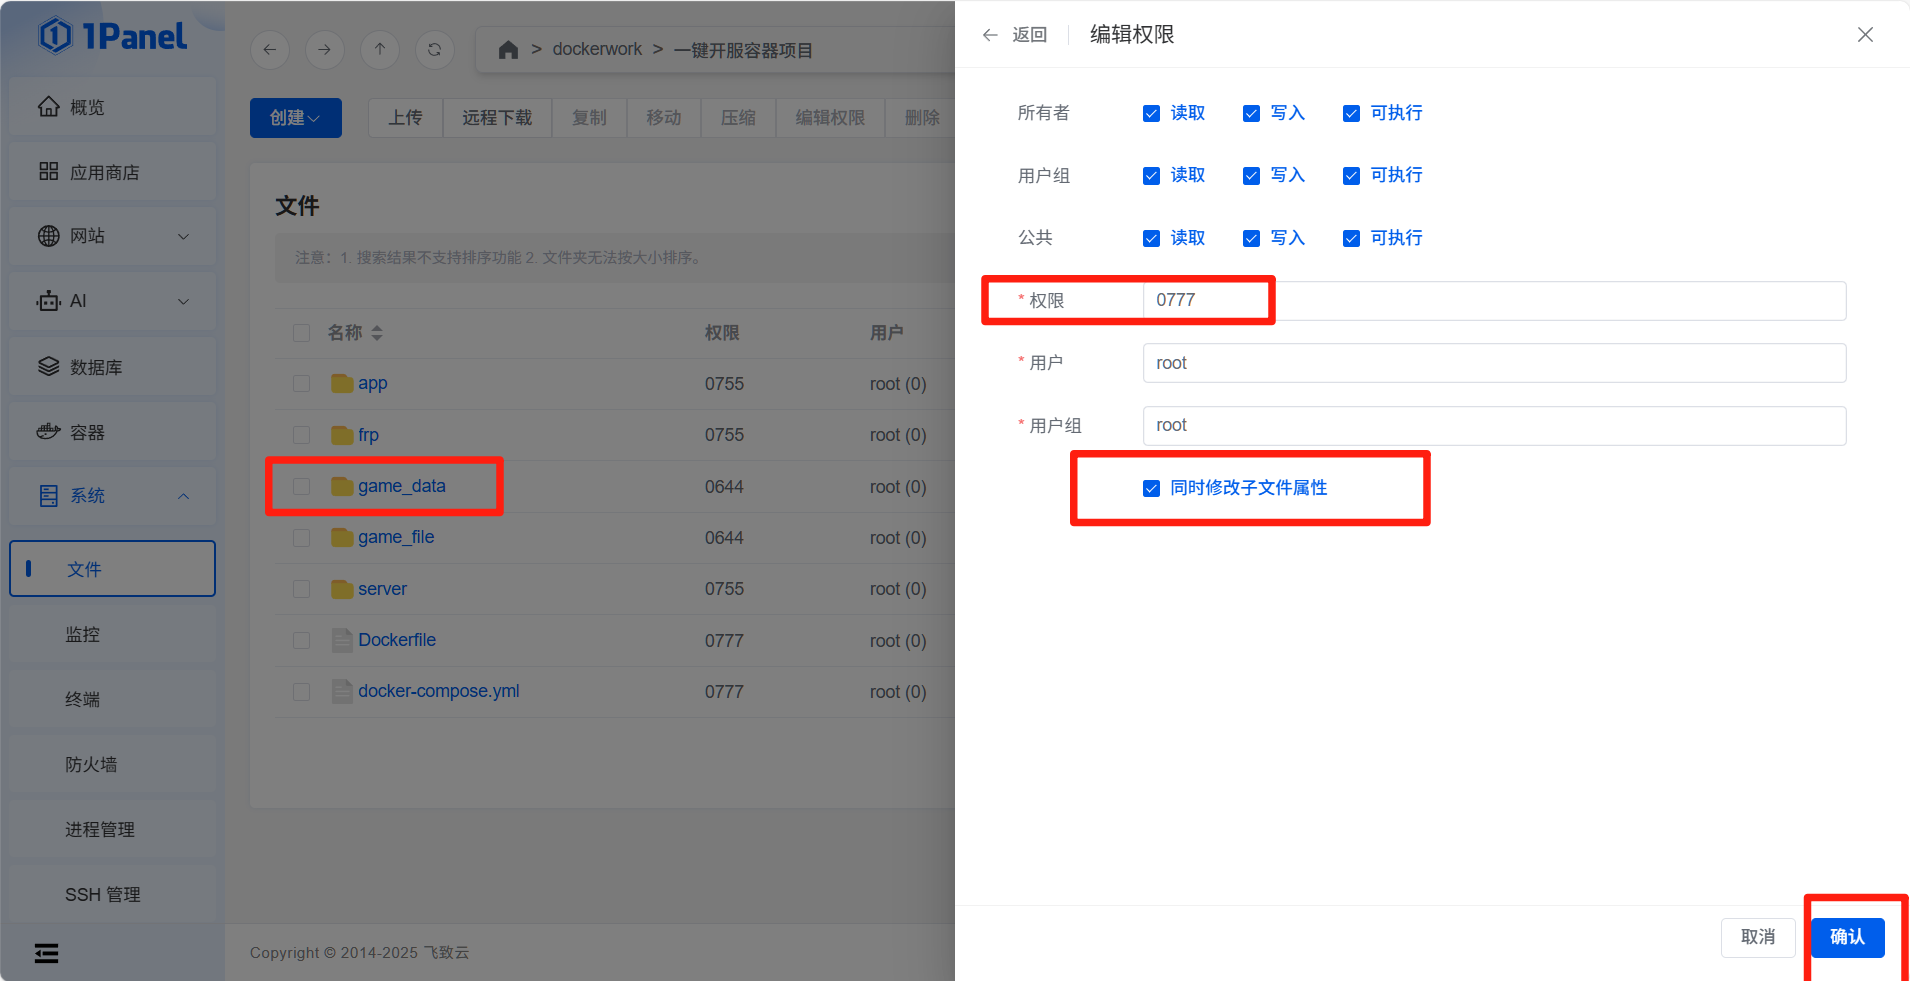 1Panel
概览
应用商店
网站
AI
数据库
容器
系统
文件
监控
终端
防火墙
进程管理
SSH 管理
> dockerwork > 一键开服容器项目
创建 上传 远程下载 复制 移动 压缩 编辑权限 删除
文件
注意：1. 搜索结果不支持排序功能 2. 文件夹无法按大小排序。
名称 权限 用户
app 0755 root (0)
frp 0755 root (0)
game_data 0644 root (0)
game_file 0644 root (0)
server 0755 root (0)
Dockerfile 0777 root (0)
docker-compose.yml 0777 root (0)
Copyright © 2014-2025 飞致云
返回 编辑权限
所有者 读取 写入 可执行
用户组 读取 写入 可执行
公共 读取 写入 可执行
* 权限 0777
* 用户 root
* 用户组 root
同时修改子文件属性
取消 确认